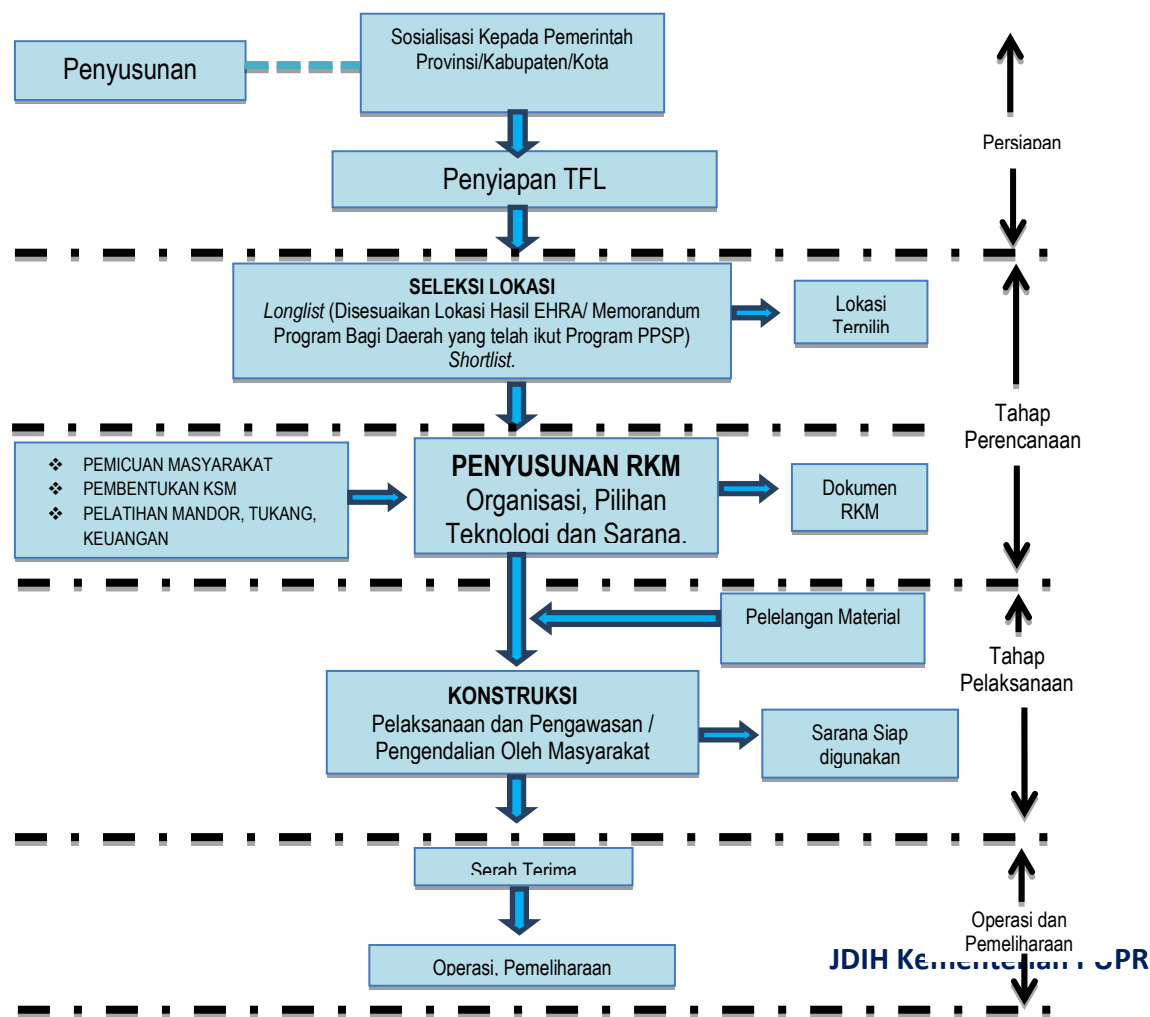 Penyusunan
Sosialisasi Kepada Pemerintah
Provinsi/Kabupaten/Kota
Persiapan
Penyiapan TFL
SELEKSI LOKASI
Longlist (Disesuaikan Lokasi Hasil EHRA/ Memorandum
Program Bagi Daerah yang telah ikut Program PPSP)
Shortlist.
Lokasi
Terpilih
Tahap
Perencanaan
❖ PEMICUAN MASYARAKAT
❖ PEMBENTUKAN KSM
❖ PELATIHAN MANDOR, TUKANG,
KEUANGAN
PENYUSUNAN RKM
Organisasi, Pilihan
Teknologi dan Sarana.
Dokumen
RKM
Pelelangan Material
Tahap
Pelaksanaan
KONSTRUKSI
Pelaksanaan dan Pengawasan /
Pengendalian Oleh Masyarakat
Sarana Siap
digunakan
Serah Terima
Operasi, Pemeliharaan
Operasi dan
Pemeliharaan
JDIH Kementerian PUPR